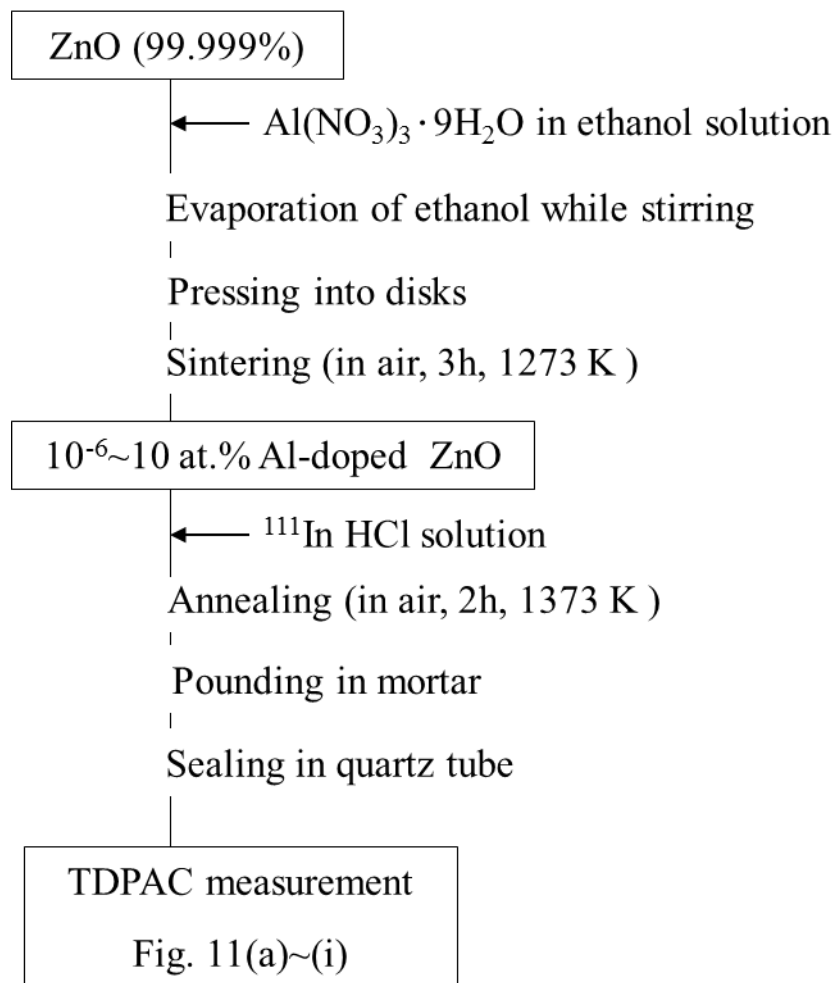 ZnO (99.999%)
Al(NO₃)₃·9H₂O in ethanol solution
Evaporation of ethanol while stirring
Pressing into disks
Sintering (in air, 3h, 1273 K )
10⁻⁶~10 at.% Al-doped ZnO
¹¹¹In HCl solution
Annealing (in air, 2h, 1373 K )
Pounding in mortar
Sealing in quartz tube
TDPAC measurement
Fig. 11(a)~(i)